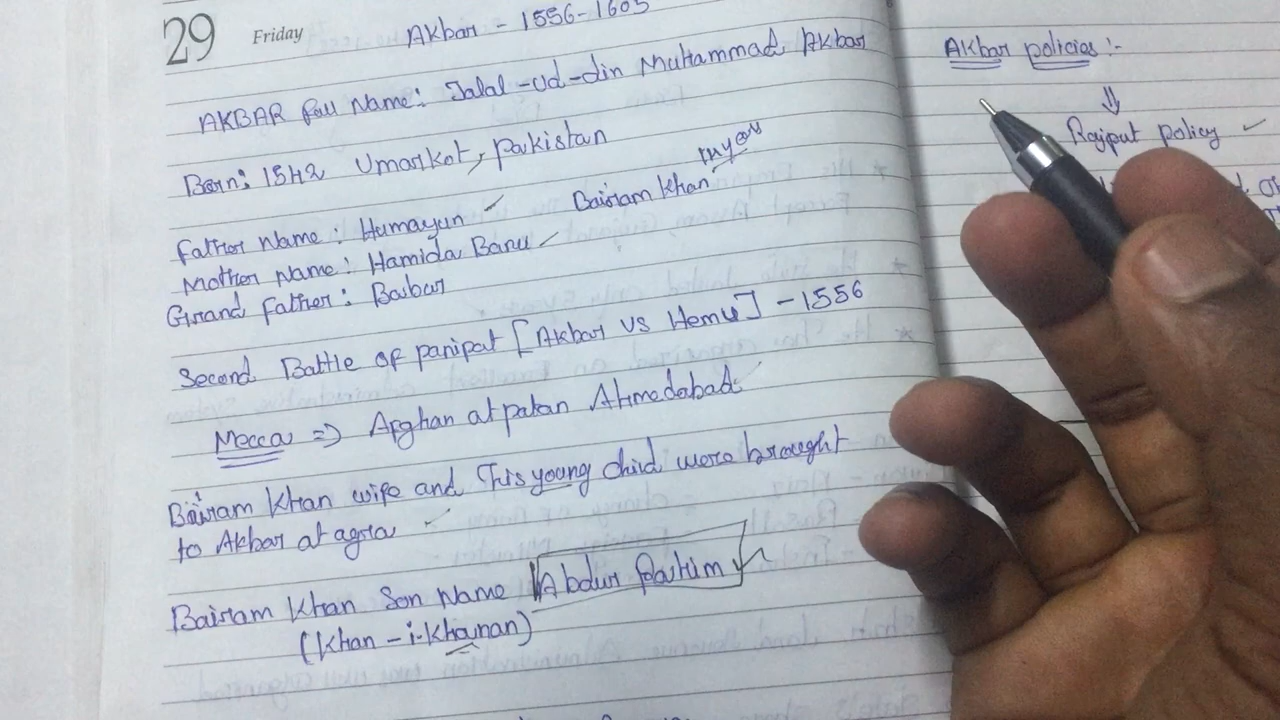 29 Friday
Akbar - 1556-1605
AKBAR full Name: Jalal-ud-din Muhammad Akbar
Born: 1542 Umarkot, Pakistan
Father Name: Humayun
Bairam Khan
Mother Name: Hamida Banu
Grand Father: Babar
Second Battle of panipat [Akbar vs Hemu] - 1556
Mecca => Afghan at patan Ahmedabad
Bairam Khan wife and This young child were brought
to Akbar at agra
Bairam Khan Son Name Abdur Rahim
(Khan-i-Khanan)
Akbar policies :-
Rajput policy